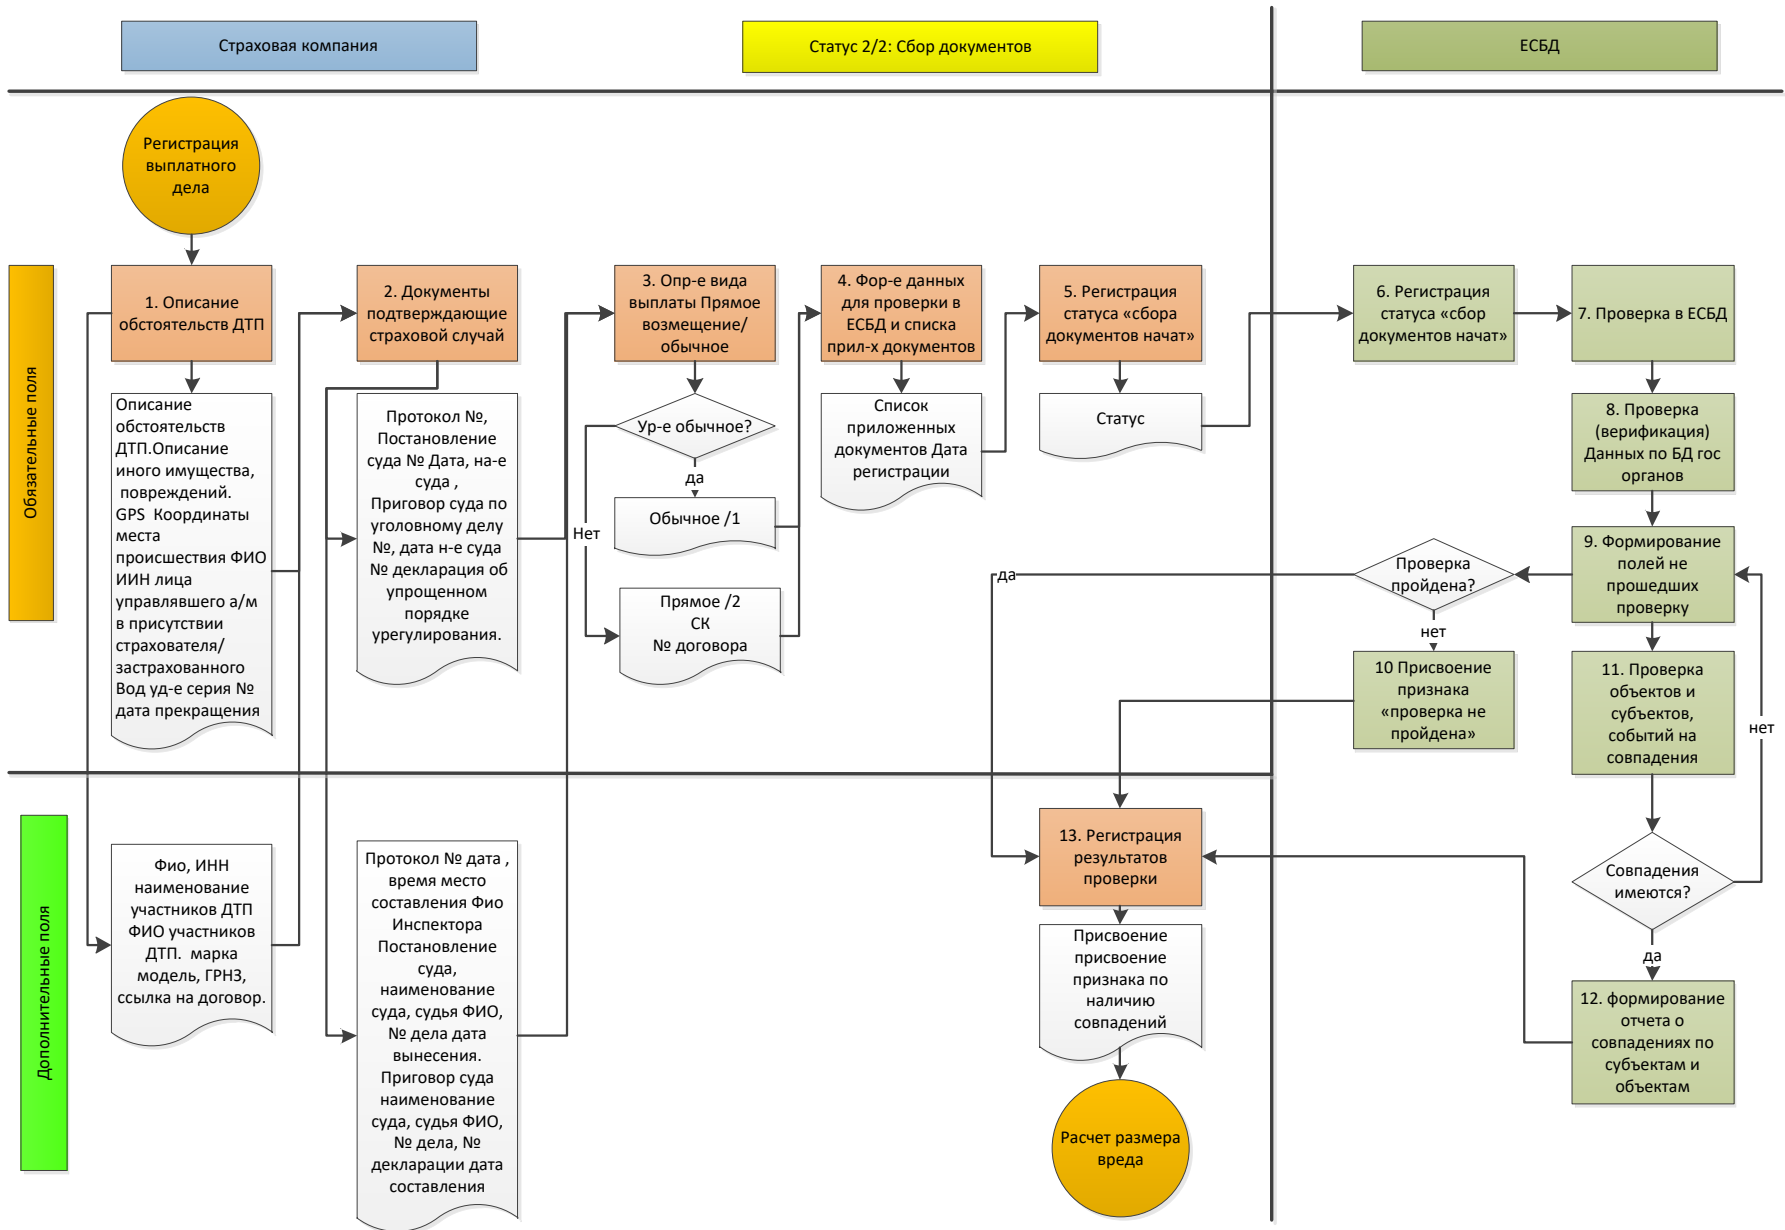 Страховая компания
Статус 2/2: Сбор документов
ЕСБД
Регистрация
выплатного
дела
Обязательные поля
1. Описание
обстоятельств ДТП
2. Документы
подтверждающие
страховой случай
3. Опр-е вида
выплаты Прямое
возмещение/
обычное
4. Фор-е данных
для проверки в
ЕСБД и списка
прил-х документов
5. Регистрация
статуса «сбора
документов начат»
6. Регистрация
статуса «сбор
документов начат»
7. Проверка в ЕСБД
Описание
обстоятельств
ДТП.Описание
иного имущества,
повреждений.
GPS Координаты
места
происшествия ФИО
ИИН лица
управлявшего а/м
в присутствии
страхователя/
застрахованного
Вод уд-е серия №
дата прекращения
Протокол №,
Постановление
суда № Дата, на-е
суда ,
Приговор суда по
уголовному делу
№, дата н-е суда
№ декларация об
упрощенном
порядке
урегулирования.
Ур-е обычное?
да
Нет
Обычное /1
Прямое /2
СК
№ договора
Список
приложенных
документов Дата
регистрации
Статус
8. Проверка
(верификация)
Данных по БД гос
органов
9. Формирование
полей не
прошедших
проверку
Проверка
пройдена?
да
нет
10 Присвоение
признака
«проверка не
пройдена»
11. Проверка
объектов и
субъектов,
событий на
совпадения
нет
Дополнительные поля
Фио, ИНН
наименование
участников ДТП
ФИО участников
ДТП. марка
модель, ГРНЗ,
ссылка на договор.
Протокол № дата ,
время место
составления Фио
Инспектора
Постановление
суда,
наименование
суда, судья ФИО,
№ дела дата
вынесения.
Приговор суда
наименование
суда, судья ФИО,
№ дела, №
декларации дата
составления
13. Регистрация
результатов
проверки
Присвоение
присвоение
признака по
наличию
совпадений
Расчет размера
вреда
Совпадения
имеются?
да
12. формирование
отчета о
совпадениях по
субъектам и
объектам